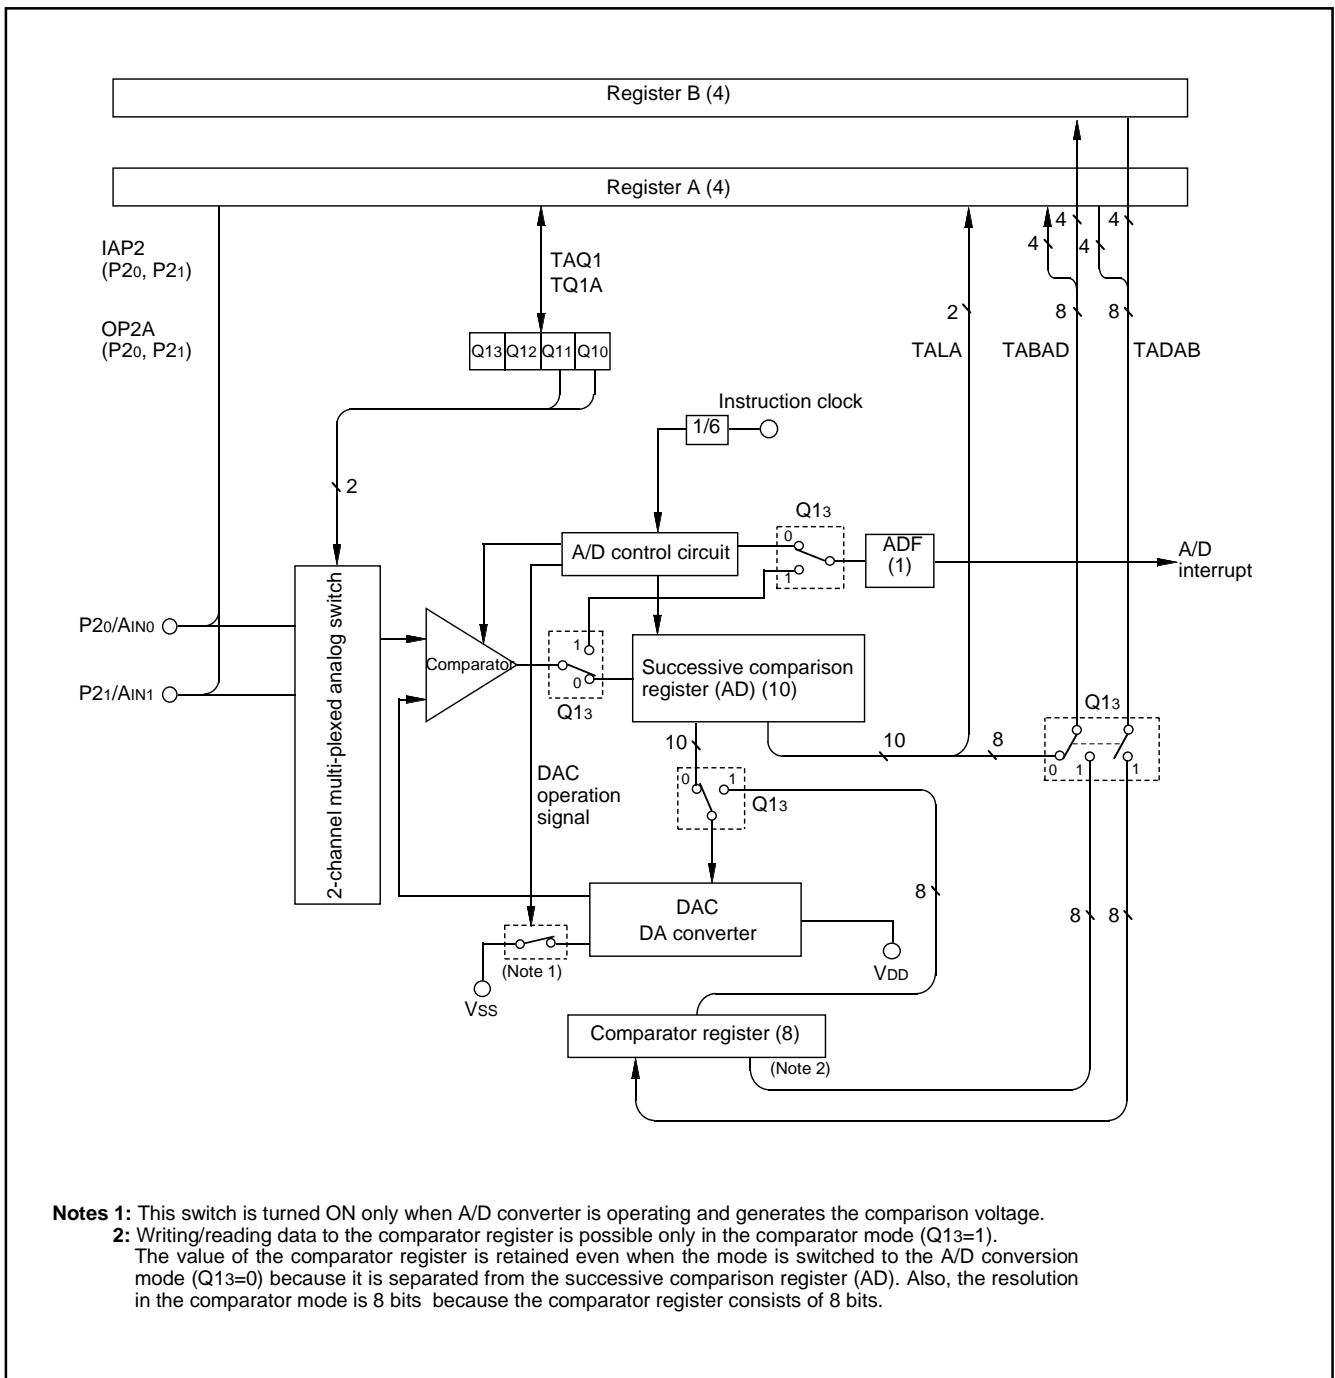 Register B (4)
Register A (4)
IAP2
(P20, P21)
OP2A
(P20, P21)
TAQ1
TQ1A
Q13 Q12 Q11 Q10
2
4
4
4
4
2
8
8
TALA
TABAD
TADAB
Instruction clock
1/6
Q13
0
1
A/D control circuit
ADF
(1)
A/D
interrupt
2-channel multi-plexed analog switch
P20/AIN0
P21/AIN1
Comparator
1
0
Q13
Successive comparison
register (AD) (10)
10
10
8
Q13
0
1
1
0
1
Q13
DAC
operation
signal
DAC
DA converter
8
8
8
(Note 1)
VSS
VDD
Comparator register (8)
(Note 2)
Notes 1: This switch is turned ON only when A/D converter is operating and generates the comparison voltage.
2: Writing/reading data to the comparator register is possible only in the comparator mode (Q13=1).
The value of the comparator register is retained even when the mode is switched to the A/D conversion
mode (Q13=0) because it is separated from the successive comparison register (AD). Also, the resolution
in the comparator mode is 8 bits because the comparator register consists of 8 bits.